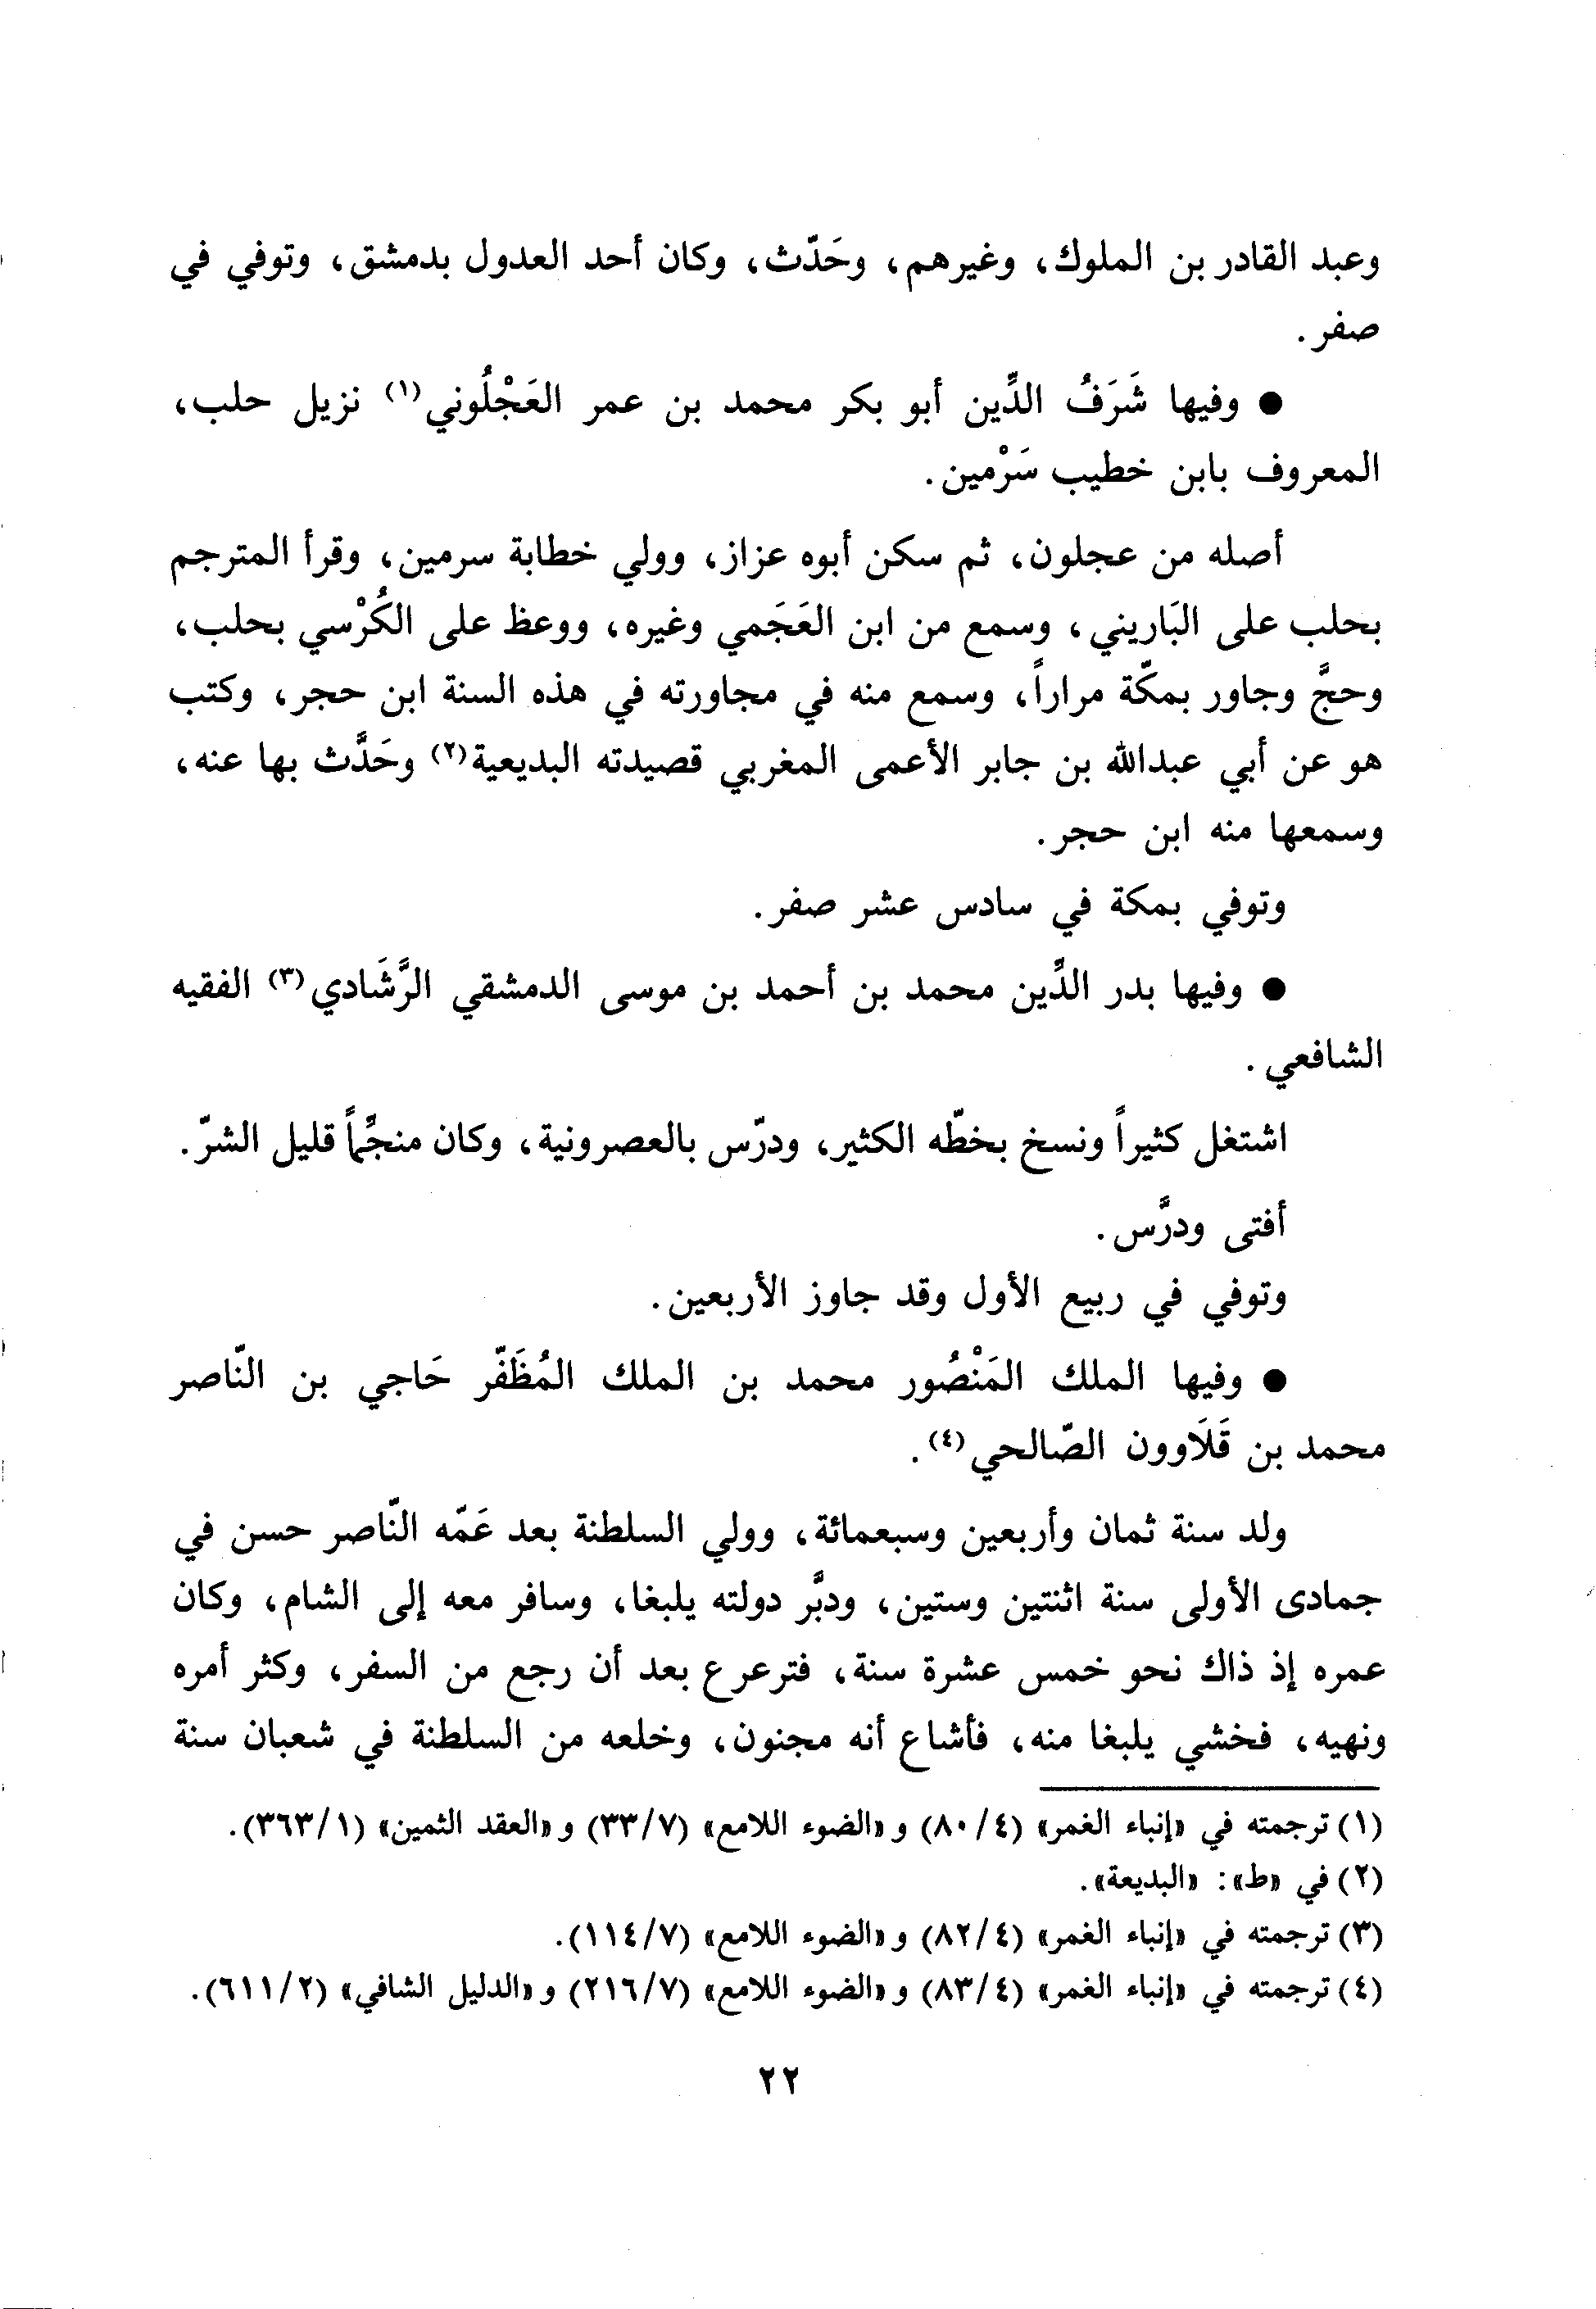 وعبد القادر بن الملوك، وغيرهم، وحَدّث، وكان أحد العدول بدمشق، وتوفي في
صفر.
● وفيها شَرَفُ الدِّين أبو بكر محمد بن عمر العَجْلُوني(١) نزيل حلب،
المعروف بابن خطيب سَرْمين.
أصله من عجلون، ثم سكن أبوه عزاز، وولي خطابة سرمين، وقرأ المترجم
بحلب على البَاريني، وسمع من ابن العَجَمي وغيره، ووعظ على الكُرْسي بحلب،
وحجَّ وجاور بمكّة مراراً، وسمع منه في مجاورته في هذه السنة ابن حجر، وكتب
هو عن أبي عبدالله بن جابر الأعمى المغربي قصيدته البديعية(٢) وحَدَّث بها عنه،
وسمعها منه ابن حجر.
وتوفي بمكة في سادس عشر صفر.
● وفيها بدر الدِّين محمد بن أحمد بن موسى الدمشقي الرَّشَادي(٣) الفقيه
الشافعي.
اشتغل كثيراً ونسخ بخطّه الكثير، ودرّس بالعصرونية، وكان منجِّماً قليل الشرّ.
أفتى ودرَّس.
وتوفي في ربيع الأول وقد جاوز الأربعين.
● وفيها الملك المَنْصُور محمد بن الملك المُظَفّر حَاجي بن النّاصر
محمد بن قَلَاوون الصّالحي(٤).
ولد سنة ثمان وأربعين وسبعمائة، وولي السلطنة بعد عَمّه النّاصر حسن في
جمادى الأولى سنة اثنتين وستين، ودبَّر دولته يلبغا، وسافر معه إلى الشام، وكان
عمره إذ ذاك نحو خمس عشرة سنة، فترعرع بعد أن رجع من السفر، وكثر أمره
ونهيه، فخشي يلبغا منه، فأشاع أنه مجنون، وخلعه من السلطنة في شعبان سنة
(١) ترجمته في «إنباء الغمر» (٤/ ٨٠) و «الضوء اللامع» (٧/ ٣٣) و «العقد الثمين» (١/ ٣٦٣).
(٢) في «ط»: «البديعة».
(٣) ترجمته في «إنباء الغمر» (٤/ ٨٢) و «الضوء اللامع» (٧/ ١١٤).
(٤) ترجمته في «إنباء الغمر» (٤/ ٨٣) و «الضوء اللامع» (٧/ ٢١٦) و «الدليل الشافي» (٢/ ٦١١).
٢٢